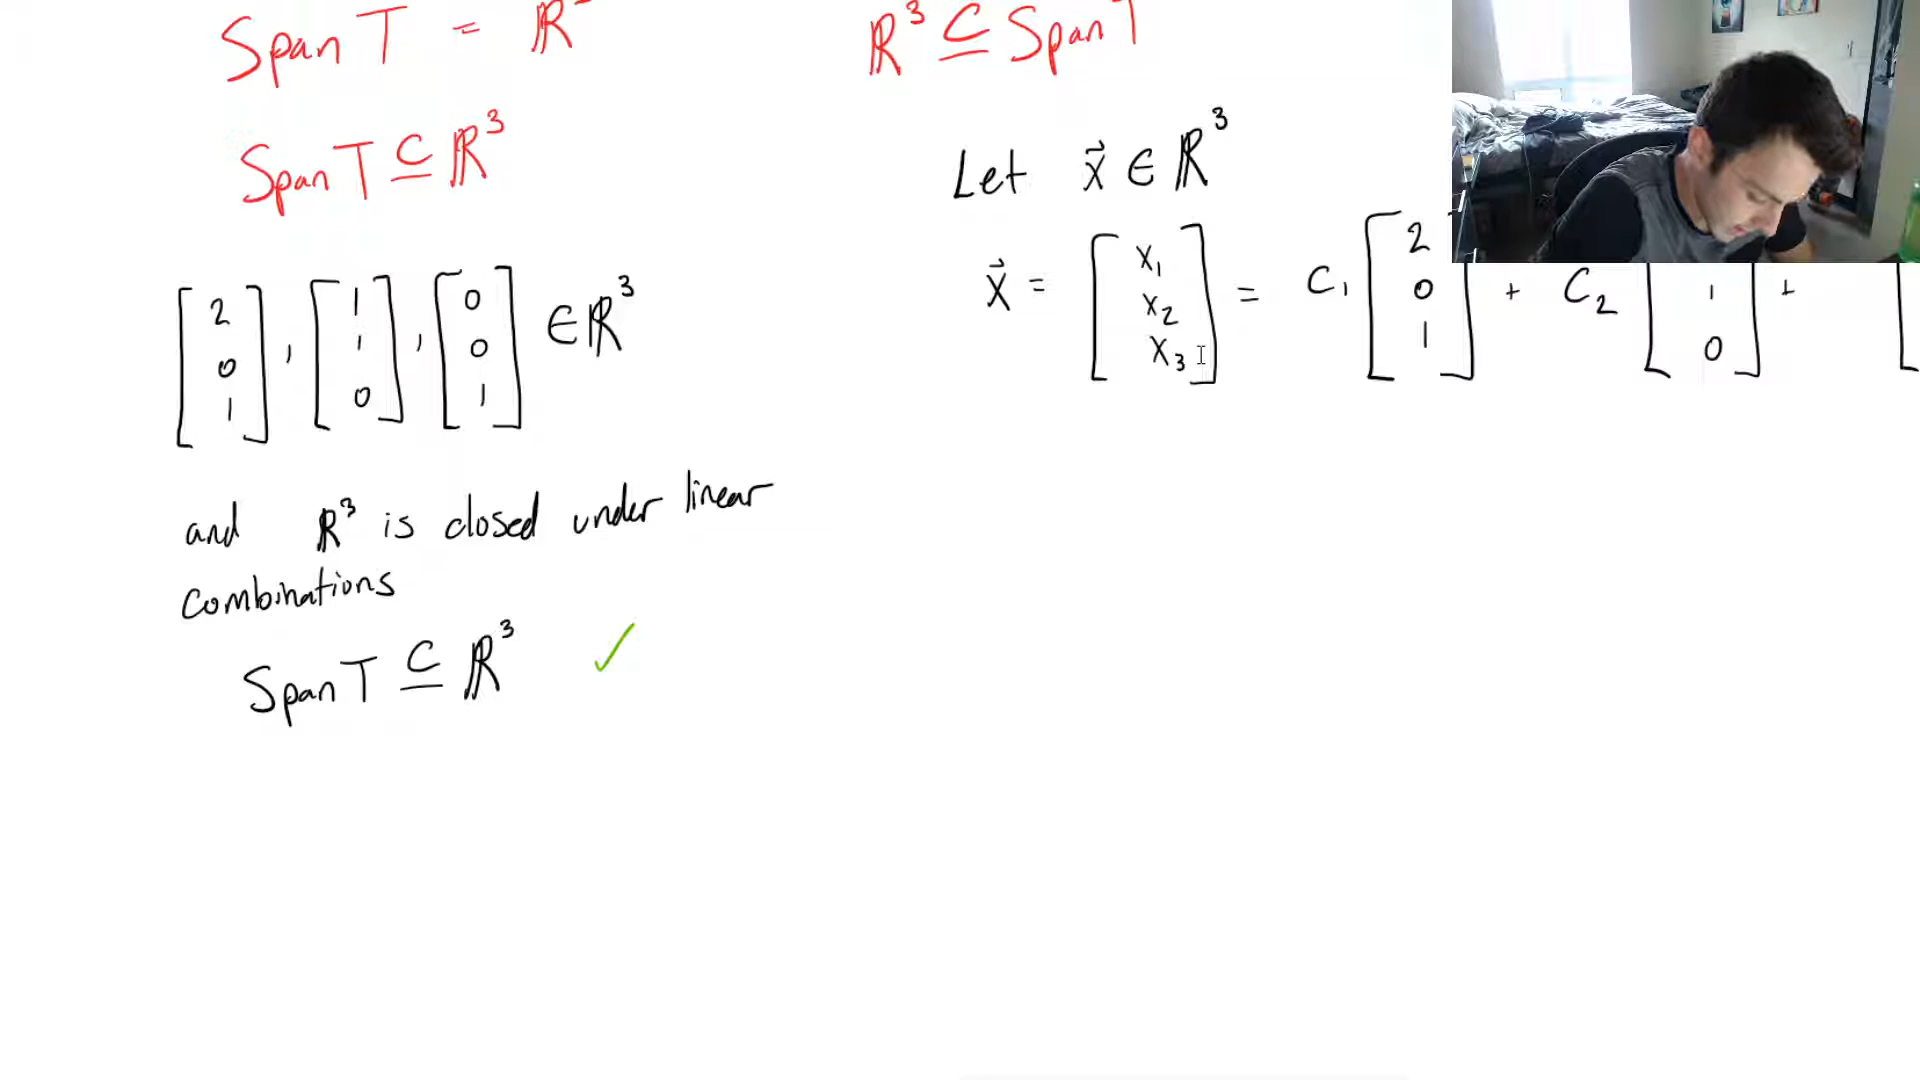 Span T = ℝ
Span T ⊆ ℝ³
[2 0 1], [1 1 0], [0 0 1] ∈ ℝ³
and ℝ³ is closed under linear
combinations
Span T ⊆ ℝ³ ✓
ℝ³ ⊆ Span T
Let x⃗ ∈ ℝ³
x⃗ = [x₁ x₂ x₃] = C₁ [2 0 1] + C₂ [ 1 0] + [